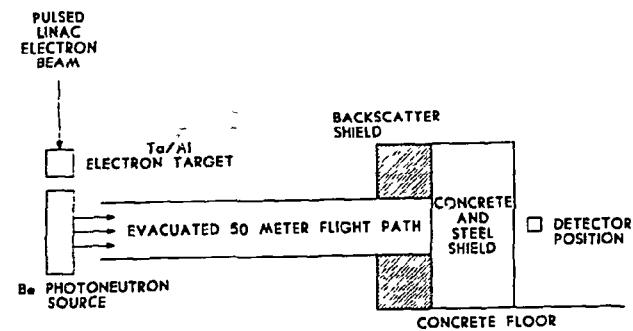 PULSED
LINAC
ELECTRON
BEAM
Ta/Al
ELECTRON TARGET
BACKSCATTER
SHIELD
EVACUATED 50 METER FLIGHT PATH
CONCRETE
AND
STEEL
SHIELD
DETECTOR
POSITION
Be PHOTONEUTRON
SOURCE
CONCRETE FLOOR